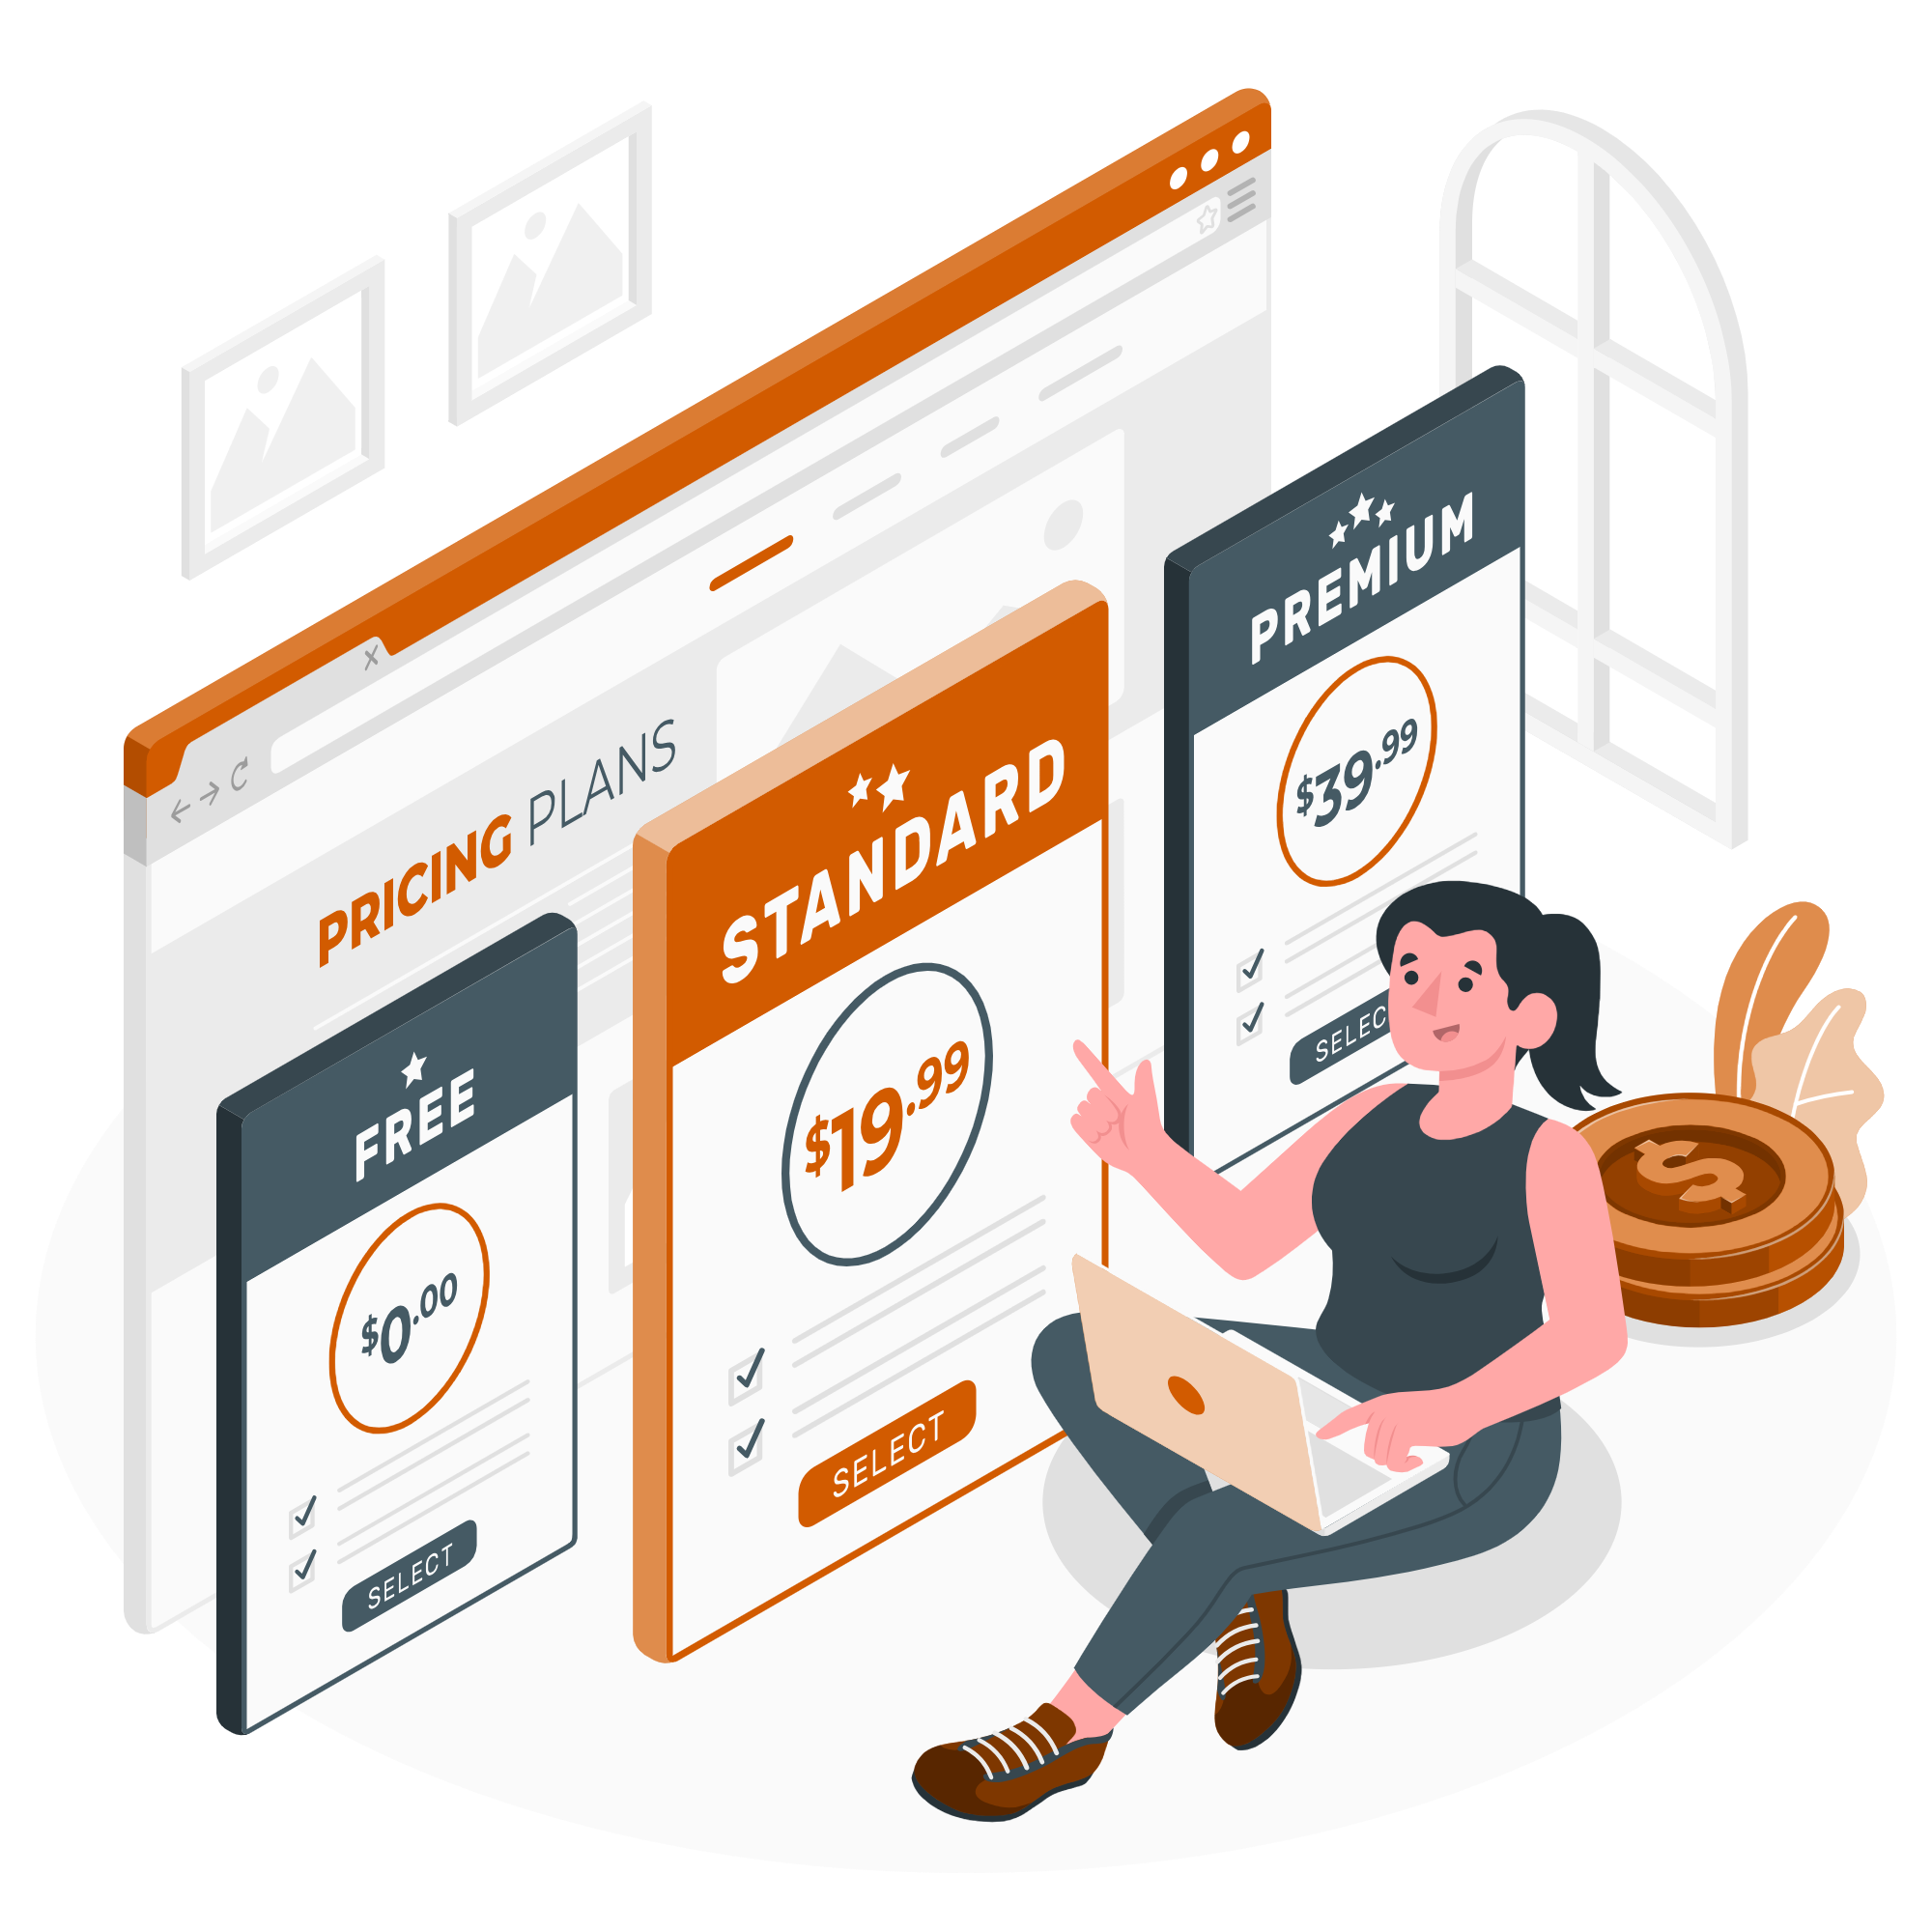 PRICING PLANS
FREE
$0.00
SELECT
STANDARD
$19.99
SELECT
PREMIUM
$39.99
SELEC
$